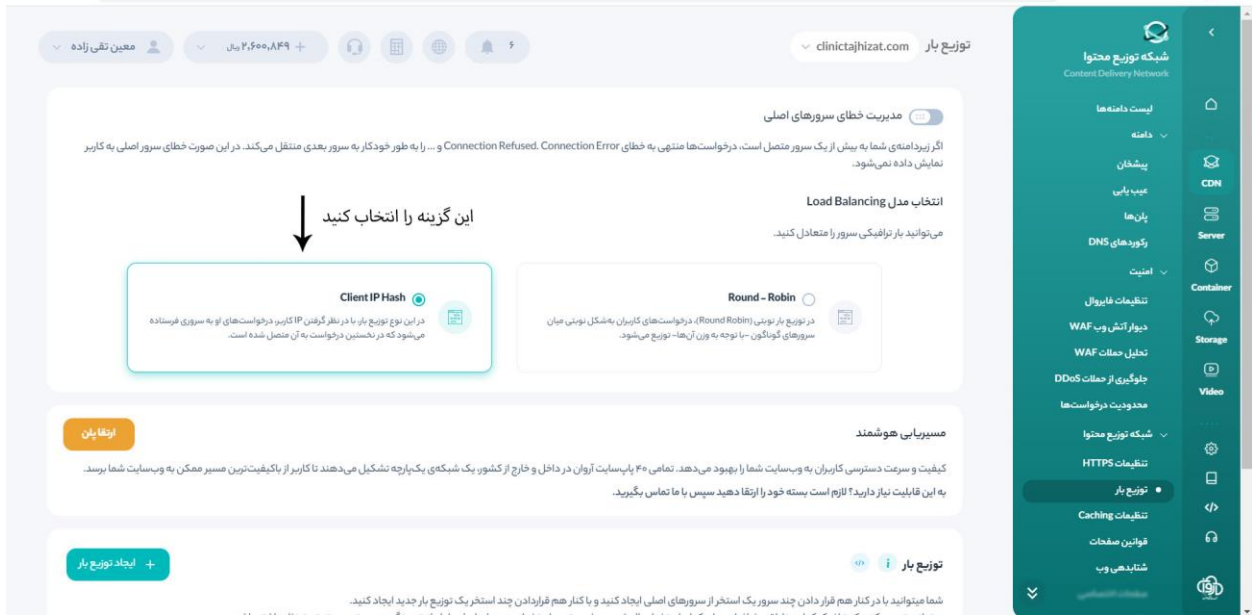 توزیع بار
clinictajhizat.com
۶
+ ۲,۶۰۰,۸۴۹ ریال
معین تقی زاده
مدیریت خطای سرورهای اصلی
اگر زیردامنه‌ی شما به بیش از یک سرور متصل است، درخواست‌ها منتهی به خطای Connection Refused. Connection Error و ... را به طور خودکار به سرور بعدی منتقل می‌کند. در این صورت خطای سرور اصلی به کاربر
نمایش داده نمی‌شود.
انتخاب مدل Load Balancing
می‌توانید بار ترافیکی سرور را متعادل کنید.
این گزینه را انتخاب کنید
Round - Robin
در توزیع بار نوبتی (Round Robin)، درخواست‌های کاربران به‌شکل نوبتی میان
سرورهای گوناگون -با توجه به وزن آن‌ها- توزیع می‌شود.
Client IP Hash
در این نوع توزیع بار، با در نظر گرفتن IP کاربر، درخواست‌های او به سروری فرستاده
می‌شود که در نخستین درخواست به آن متصل شده است.
مسیریابی هوشمند
ارتقا پلن
کیفیت و سرعت دسترسی کاربران به وب‌سایت شما را بهبود می‌دهد. تمامی ۴۰ پاپ‌سایت آروان در داخل و خارج از کشور، یک شبکه‌ی یک‌پارچه تشکیل می‌دهند تا کاربر از باکیفیت‌ترین مسیر ممکن به وب‌سایت شما برسد.
به این قابلیت نیاز دارید؟ لازم است بسته خود را ارتقا دهید سپس با ما تماس بگیرید.
توزیع بار
+ ایجاد توزیع بار
شما میتوانید با در کنار هم قرار دادن چند سرور یک استخر از سرورهای اصلی ایجاد کنید و با کنار هم قراردادن چند استخر یک توزیع بار جدید ایجاد کنید.
شبکه توزیع محتوا
Content Delivery Network
لیست دامنه‌ها
دامنه
پیشخان
عیب‌یابی
پلن‌ها
رکوردهای DNS
امنیت
تنظیمات فایروال
دیوار آتش وب WAF
تحلیل حملات WAF
جلوگیری از حملات DDoS
محدودیت درخواست‌ها
شبکه توزیع محتوا
تنظیمات HTTPS
توزیع بار
تنظیمات Caching
قوانین صفحات
شتابدهی وب
CDN
Server
Container
Storage
Video